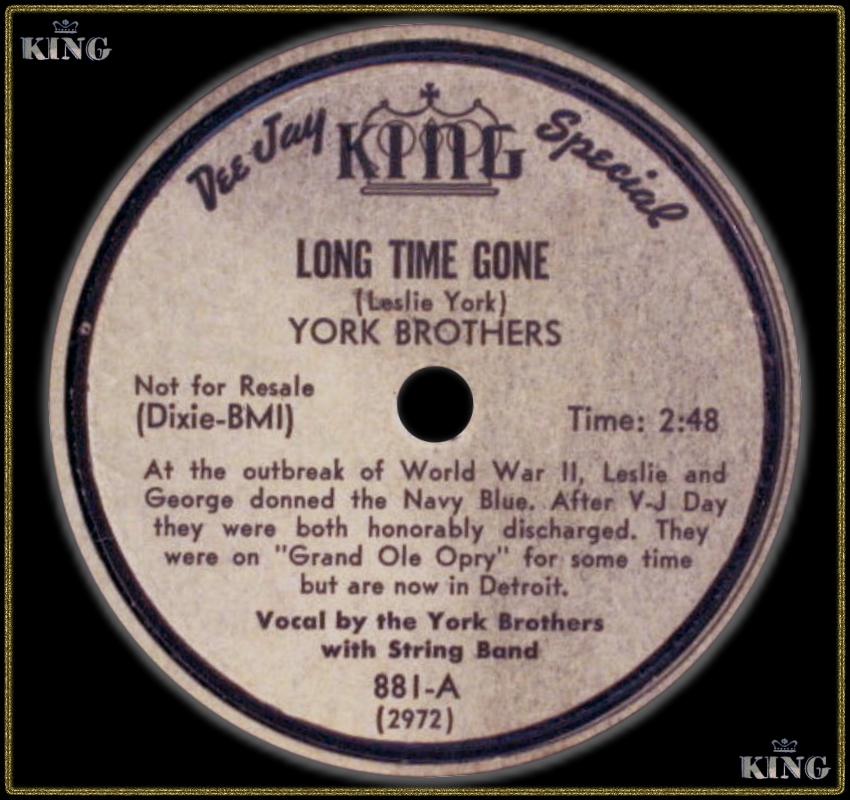 KING
Dee Jay KING Special
LONG TIME GONE
(Leslie York)
YORK BROTHERS
Not for Resale
(Dixie-BMI)
Time: 2:48
At the outbreak of World War II, Leslie and
George donned the Navy Blue. After V-J Day
they were both honorably discharged. They
were on "Grand Ole Opry" for some time
but are now in Detroit.
Vocal by the York Brothers
with String Band
881-A
(2972)
KING